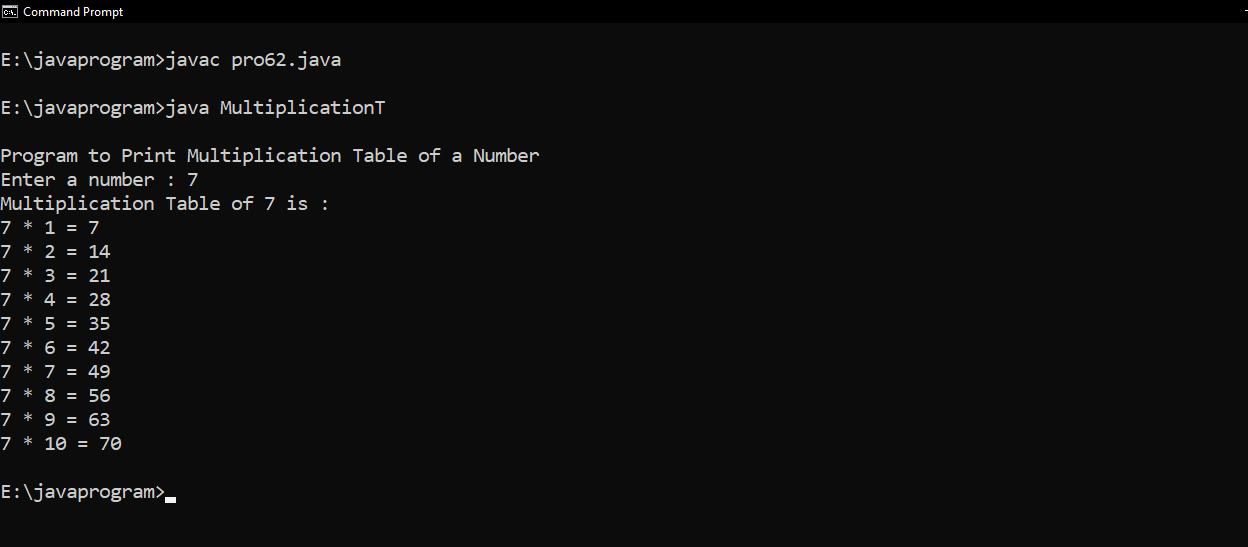 Command Prompt
E:\javaprogram>javac pro62.java
E:\javaprogram>java MultiplicationT
Program to Print Multiplication Table of a Number
Enter a number : 7
Multiplication Table of 7 is :
7 * 1 = 7
7 * 2 = 14
7 * 3 = 21
7 * 4 = 28
7 * 5 = 35
7 * 6 = 42
7 * 7 = 49
7 * 8 = 56
7 * 9 = 63
7 * 10 = 70
E:\javaprogram>